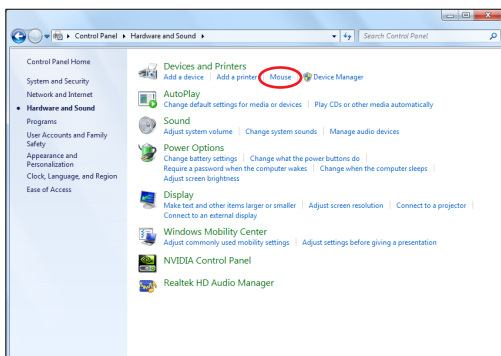 Control Panel ▸ Hardware and Sound ▸
Search Control Panel
Control Panel Home
System and Security
Network and Internet
Hardware and Sound
Programs
User Accounts and Family
Safety
Appearance and
Personalization
Clock, Language, and Region
Ease of Access
Devices and Printers
Add a device | Add a printer | Mouse | Device Manager
AutoPlay
Change default settings for media or devices | Play CDs or other media automatically
Sound
Adjust system volume | Change system sounds | Manage audio devices
Power Options
Change battery settings | Change what the power buttons do |
Require a password when the computer wakes | Change when the computer sleeps |
Adjust screen brightness
Display
Make text and other items larger or smaller | Adjust screen resolution | Connect to a projector |
Connect to an external display
Windows Mobility Center
Adjust commonly used mobility settings | Adjust settings before giving a presentation
NVIDIA Control Panel
Realtek HD Audio Manager